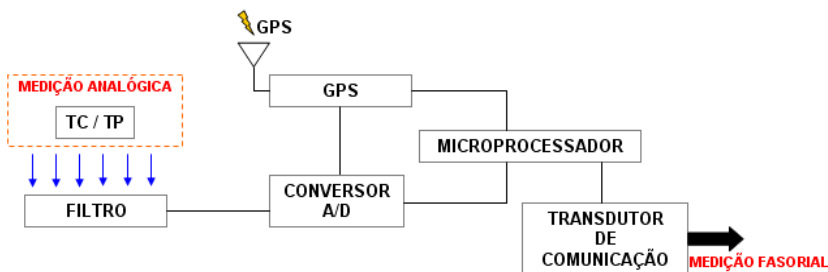 GPS
MEDIÇÃO ANALÓGICA
TC / TP
GPS
MICROPROCESSADOR
FILTRO
CONVERSOR
A/D
TRANSDUTOR
DE
COMUNICAÇÃO
MEDIÇÃO FASORIAL